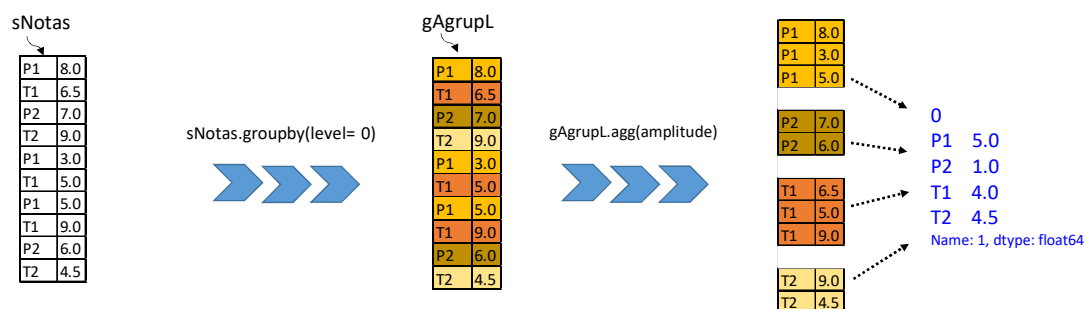 sNotas
P1 8.0
T1 6.5
P2 7.0
T2 9.0
P1 3.0
T1 5.0
P1 5.0
T1 9.0
P2 6.0
T2 4.5
sNotas.groupby(level= 0)
gAgrupL
P1 8.0
T1 6.5
P2 7.0
T2 9.0
P1 3.0
T1 5.0
P1 5.0
T1 9.0
P2 6.0
T2 4.5
gAgrupL.agg(amplitude)
P1 8.0
P1 3.0
P1 5.0
P2 7.0
P2 6.0
T1 6.5
T1 5.0
T1 9.0
T2 9.0
T2 4.5
0
P1 5.0
P2 1.0
T1 4.0
T2 4.5
Name: 1, dtype: float64